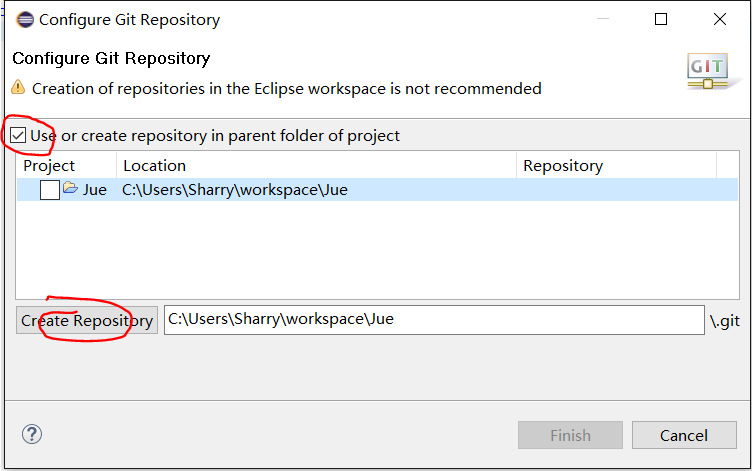 Configure Git Repository
Configure Git Repository
GIT
Creation of repositories in the Eclipse workspace is not recommended
Use or create repository in parent folder of project
Project Location Repository
Jue C:\Users\Sharry\workspace\Jue
Create Repository C:\Users\Sharry\workspace\Jue \.git
? Finish Cancel